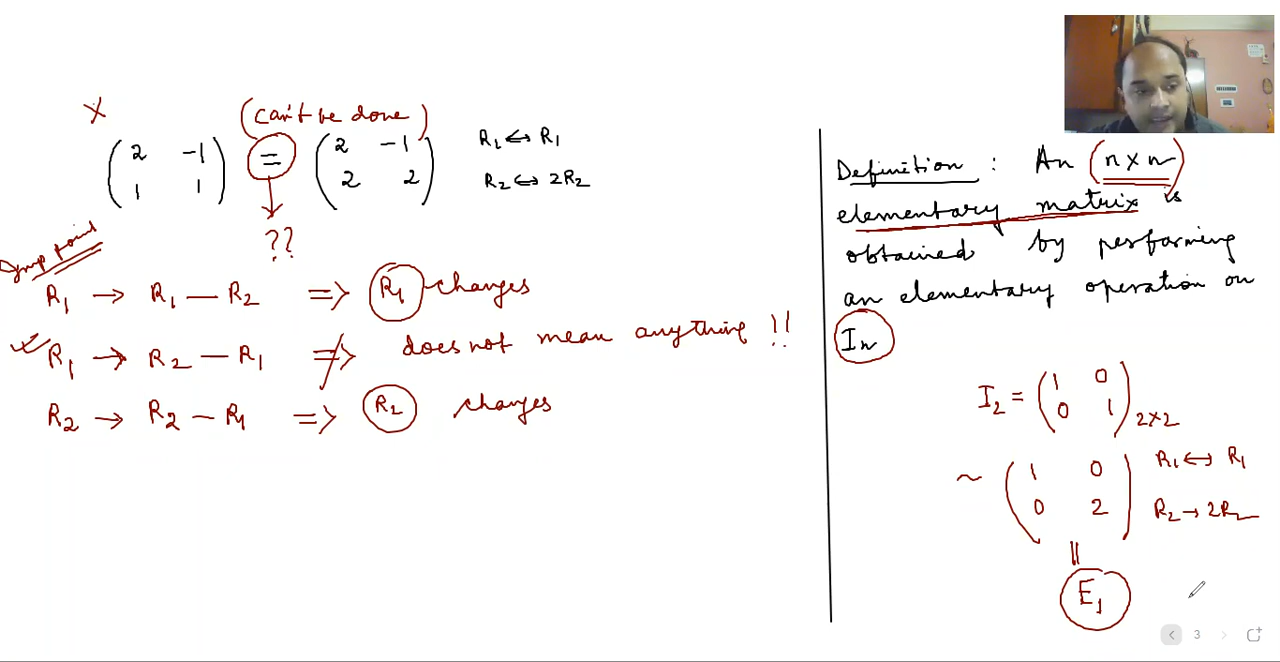 X
(can't be done)
(2 -1
1 1) = (2 -1
2 2) R1 ↔ R1
R2 ↔ 2R2
??
Imp point
R1 → R1 — R2 => R1 changes
R1 → R2 — R1 ≠> does not mean anything !!
R2 → R2 — R1 => R2 changes
Definition : An (n × n)
elementary matrix is
obtained by performing
an elementary operation on
In
I2 = (1 0
0 1)2×2
~ (1 0
0 2) R1 ↔ R1
R2 → 2R2
||
E1
3